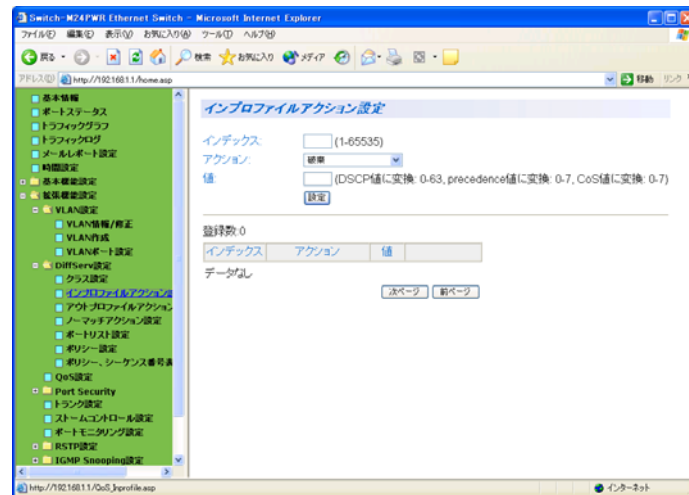 Switch-M24PWR Ethernet Switch - Microsoft Internet Explorer
ファイル(F) 編集(E) 表示(V) お気に入り(A) ツール(T) ヘルプ(H)
戻る 検索 お気に入り メディア
アドレス(D) http://192.168.1.1/home.asp 移動 リンク
基本情報
ポートステータス
トラフィックグラフ
トラフィックログ
メールレポート設定
時間設定
基本機能設定
拡張機能設定
VLAN設定
VLAN情報/修正
VLAN作成
VLANポート設定
DiffServ設定
クラス設定
インプロファイルアクション設
アウトプロファイルアクション
ノーマッチアクション設定
ポートリスト設定
ポリシー設定
ポリシー、シーケンス番号表
QoS設定
Port Security
トランク設定
ストームコントロール設定
ポートモニタリング設定
RSTP設定
IGMP Snooping設定
インプロファイルアクション設定
インデックス: (1-65535)
アクション: 破棄
値: (DSCP値に変換: 0-63, precedence値に変換: 0-7, CoS値に変換: 0-7)
設定
登録数:0
インデックス アクション 値
データなし
次ページ 前ページ
http://192.168.1.1/QoS_Inprofile.asp インターネット